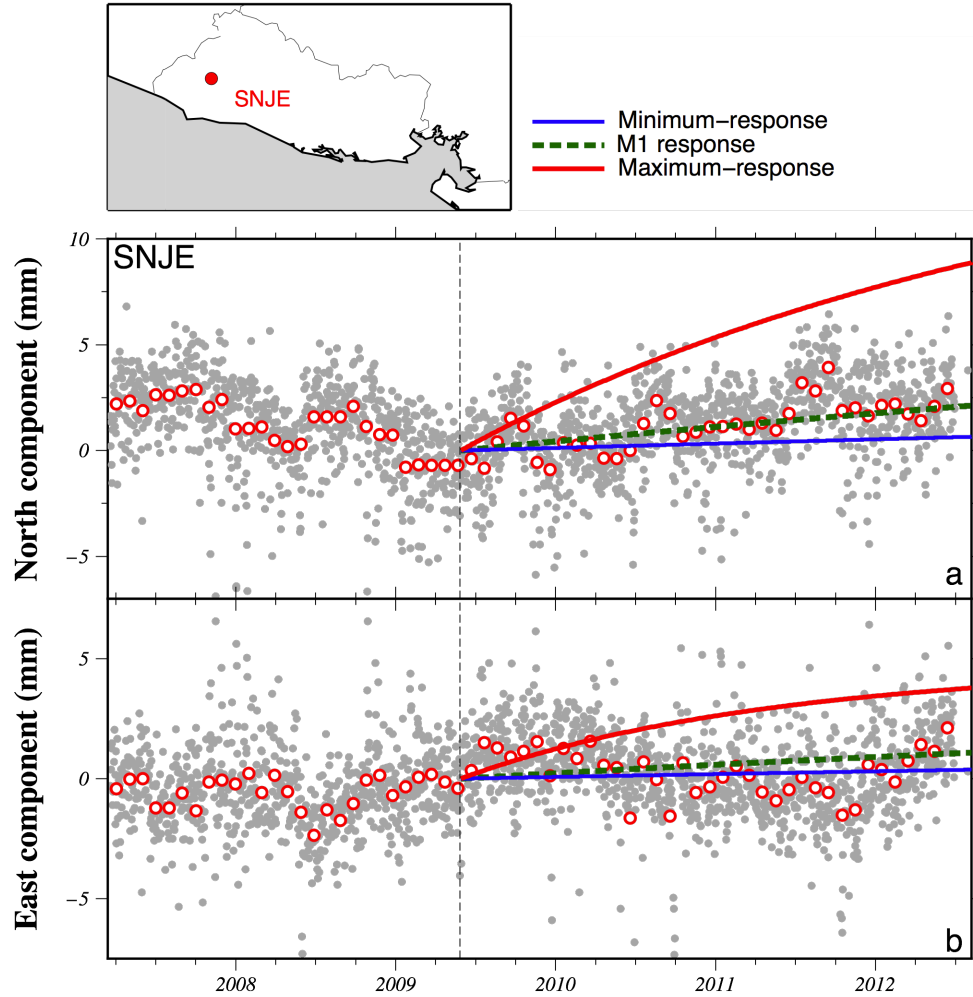 SNJE
Minimum−response
M1 response
Maximum−response
North component (mm)
10
5
0
−5
SNJE
a
East component (mm)
5
0
−5
b
2008
2009
2010
2011
2012